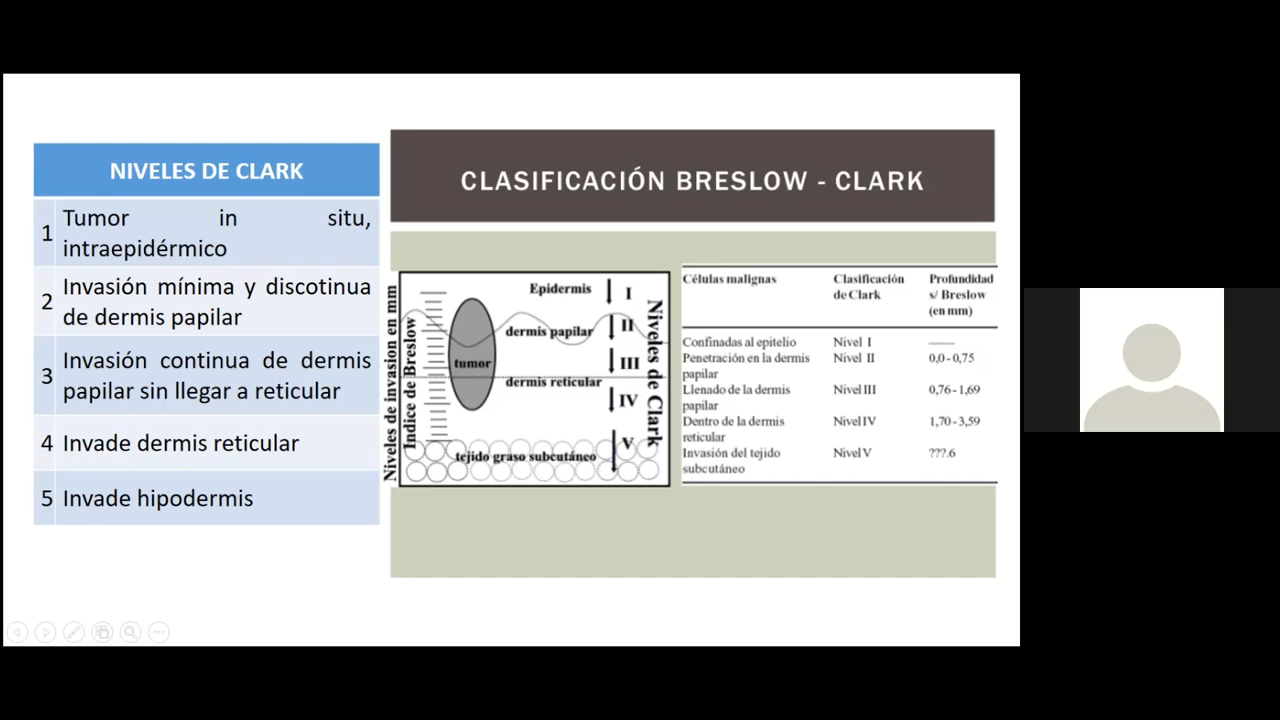 NIVELES DE CLARK
1 Tumor in situ,
intraepidérmico
2 Invasión mínima y discotinua
de dermis papilar
3 Invasión continua de dermis
papilar sin llegar a reticular
4 Invade dermis reticular
5 Invade hipodermis
CLASIFICACIÓN BRESLOW - CLARK
Niveles de invasion en mm
Indice de Breslow
tumor
Epidermis
dermis papilar
dermis reticular
tejido graso subcutáneo
I
II
III
IV
V
Niveles de Clark
Células malignas Clasificación Profundidad
de Clark s/ Breslow
(en mm)
Confinadas al epitelio Nivel I ——
Penetración en la dermis Nivel II 0,0-0,75
papilar
Llenado de la dermis Nivel III 0,76-1,69
papilar
Dentro de la dermis Nivel IV 1,70-3,59
reticular
Invasión del tejido Nivel V ???.6
subcutáneo